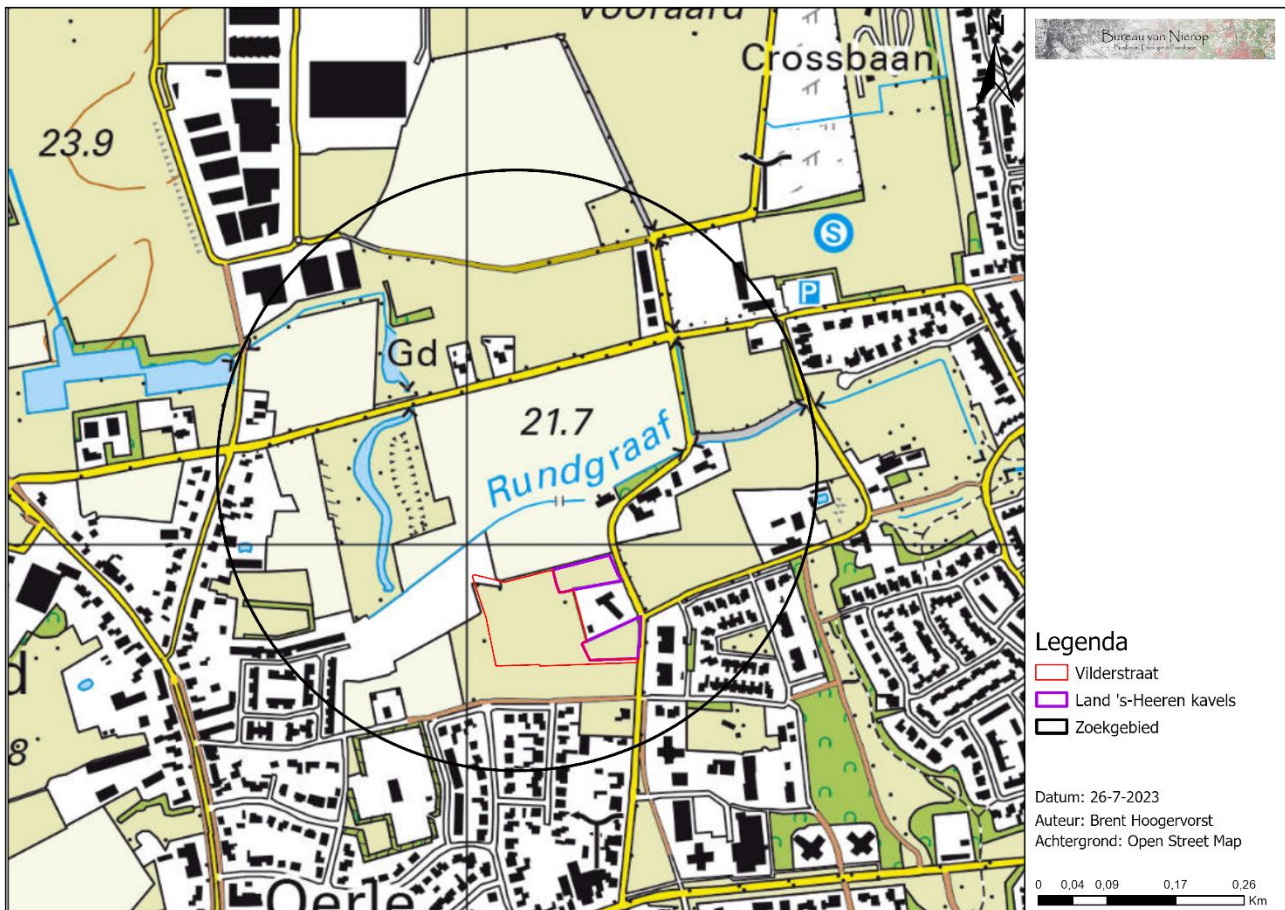 Vooraard
Crossbaan
23.9
S
P
Gd
21.7
Rundgraaf
d
8
Oerle
N
Bureau van Nierop
Legenda
Vilderstraat
Land 's-Heeren kavels
Zoekgebied
Datum: 26-7-2023
Auteur: Brent Hoogervorst
Achtergrond: Open Street Map
0 0,04 0,09 0,17 0,26
Km